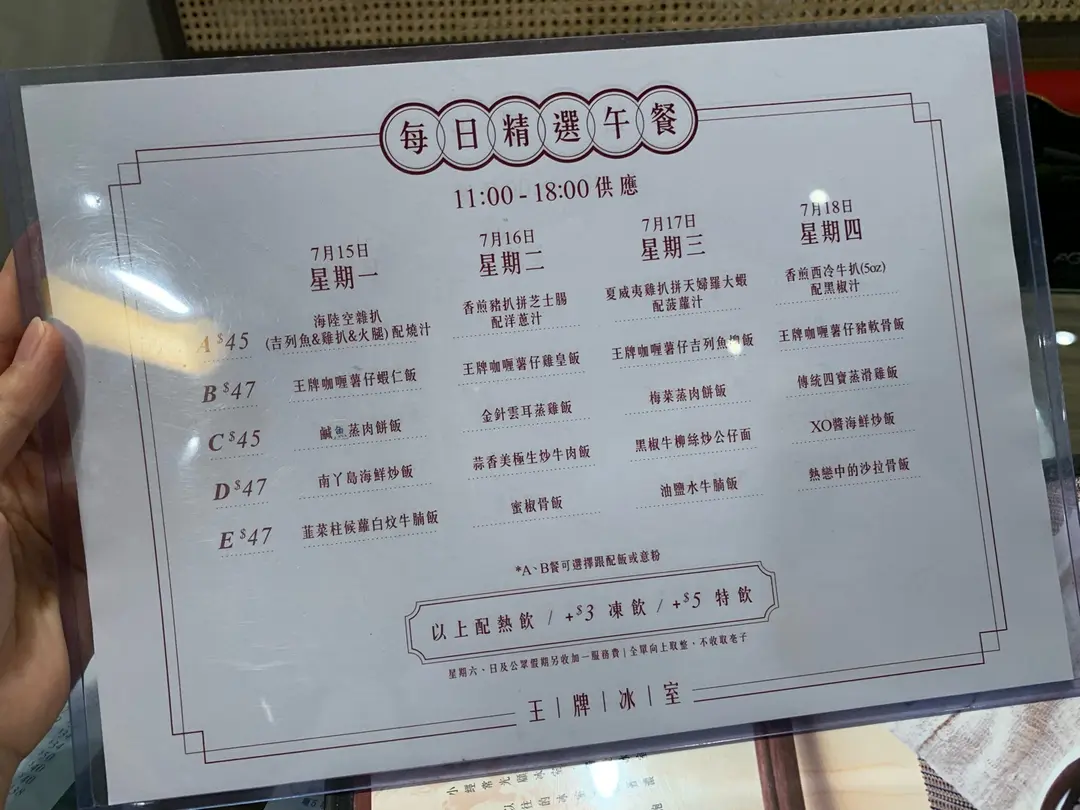 每日精選午餐
11:00 - 18:00 供應
7月15日 7月16日 7月17日 7月18日
星期一 星期二 星期三 星期四
A $45
海陸空雜扒
(吉列魚&雞扒&火腿) 配燒汁
香煎豬扒拼芝士腸
配洋蔥汁
夏威夷雞扒拼天婦羅大蝦
配菠蘿汁
香煎西冷牛扒(5oz)
配黑椒汁
B $47 王牌咖喱薯仔蝦仁飯 王牌咖喱薯仔雞皇飯 王牌咖喱薯仔吉列魚飯 王牌咖喱薯仔豬軟骨飯
C $45 鹹魚蒸肉餅飯 金針雲耳蒸雞飯 梅菜蒸肉餅飯 傳統四寶蒸滑雞飯
D $47 南丫島海鮮炒飯 蒜香美極生炒牛肉飯 黑椒牛柳絲炒公仔面 XO醬海鮮炒飯
E $47 韮菜柱候蘿白炆牛腩飯 蜜椒骨飯 油鹽水牛腩飯 熱戀中的沙拉骨飯
*A、B餐可選擇跟配飯或意粉
以上配熱飲 / +$3 凍飲 / +$5 特飲
星期六、日及公眾假期另收加一服務費 | 全單向上取整，不收取毫子
王 | 牌 | 冰 | 室